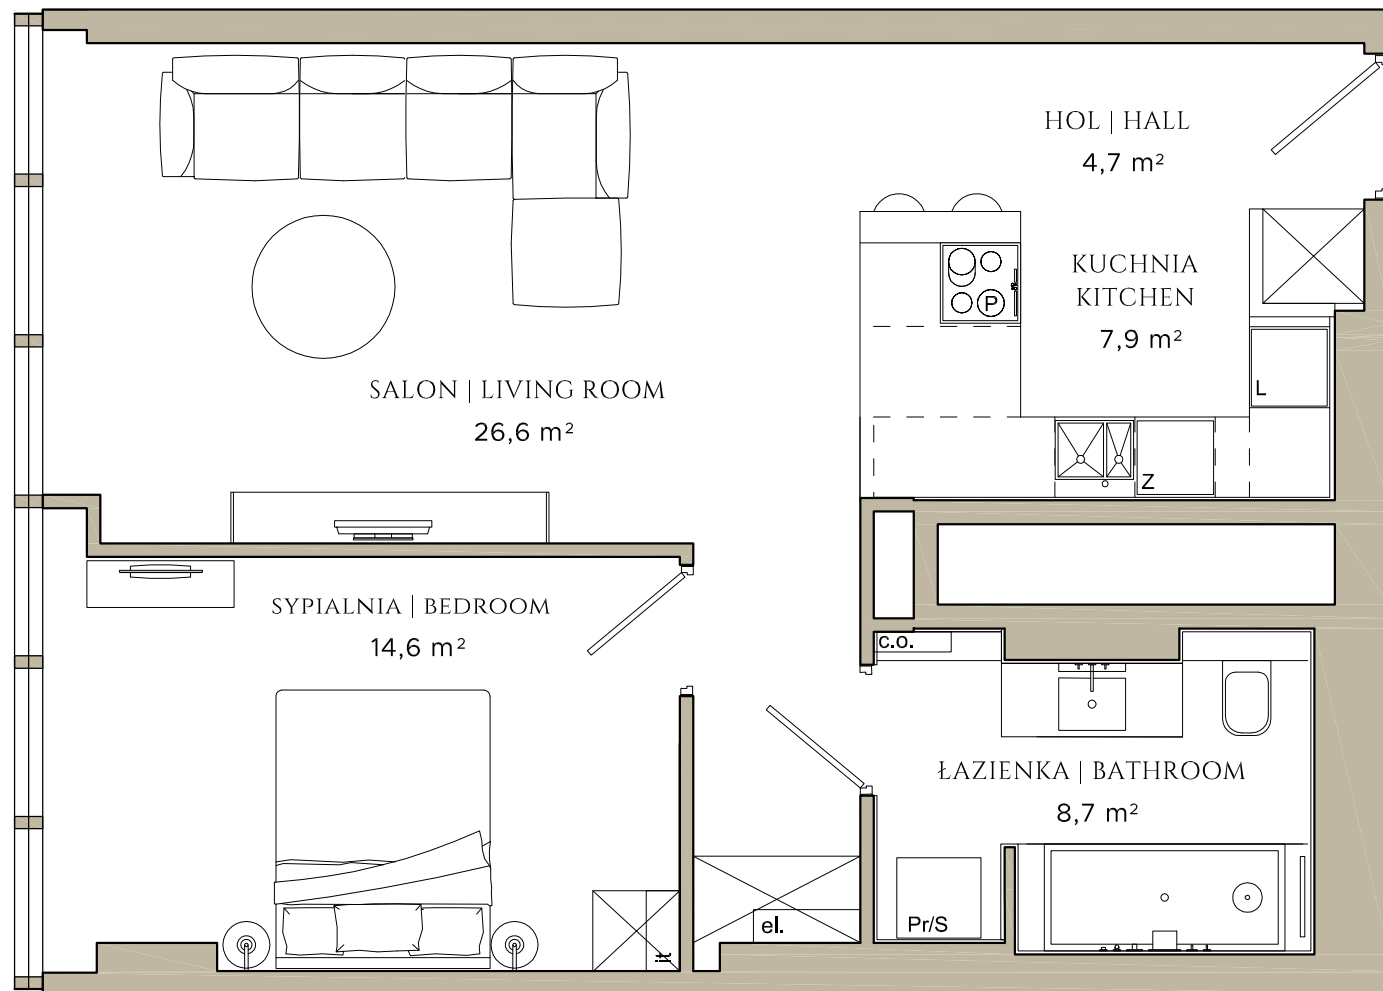 HOL | HALL
4,7 m²
KUCHNIA
KITCHEN
7,9 m²
P
L
SALON | LIVING ROOM
26,6 m²
Z
SYPIALNIA | BEDROOM
14,6 m²
c.o.
ŁAZIENKA | BATHROOM
8,7 m²
Pr/S
el.
it